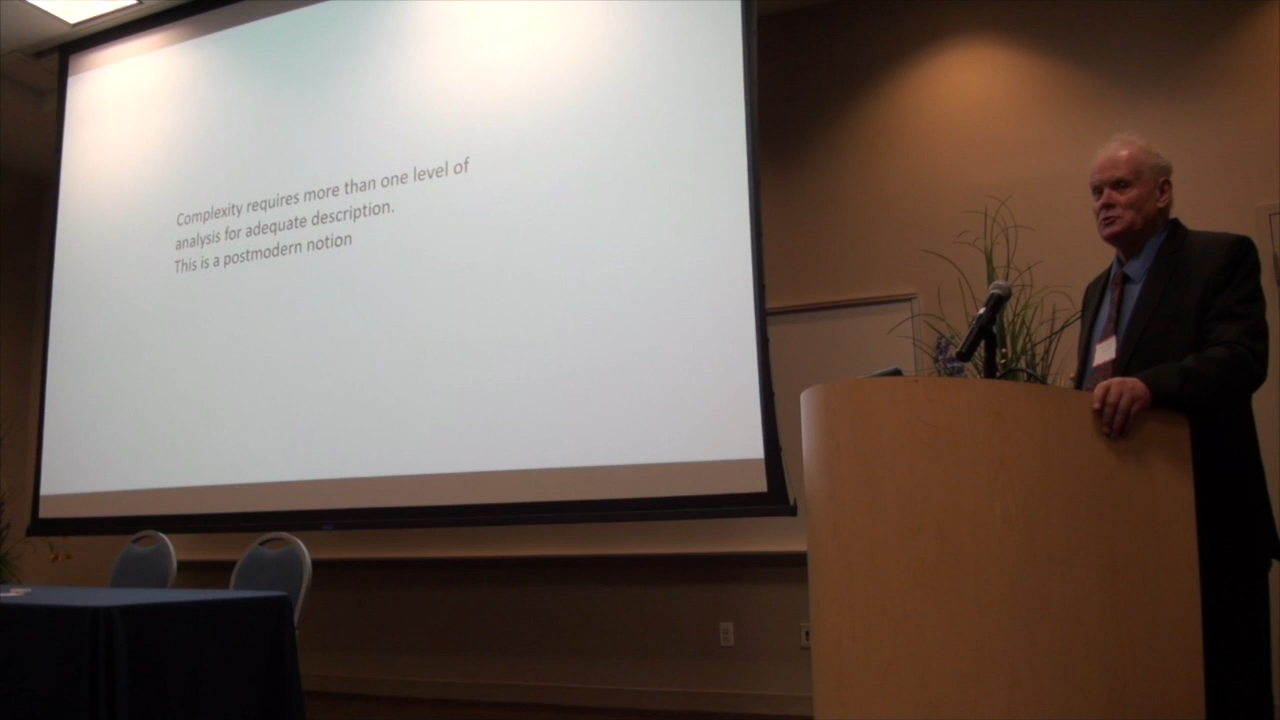 Complexity requires more than one level of
analysis for adequate description.
This is a postmodern notion